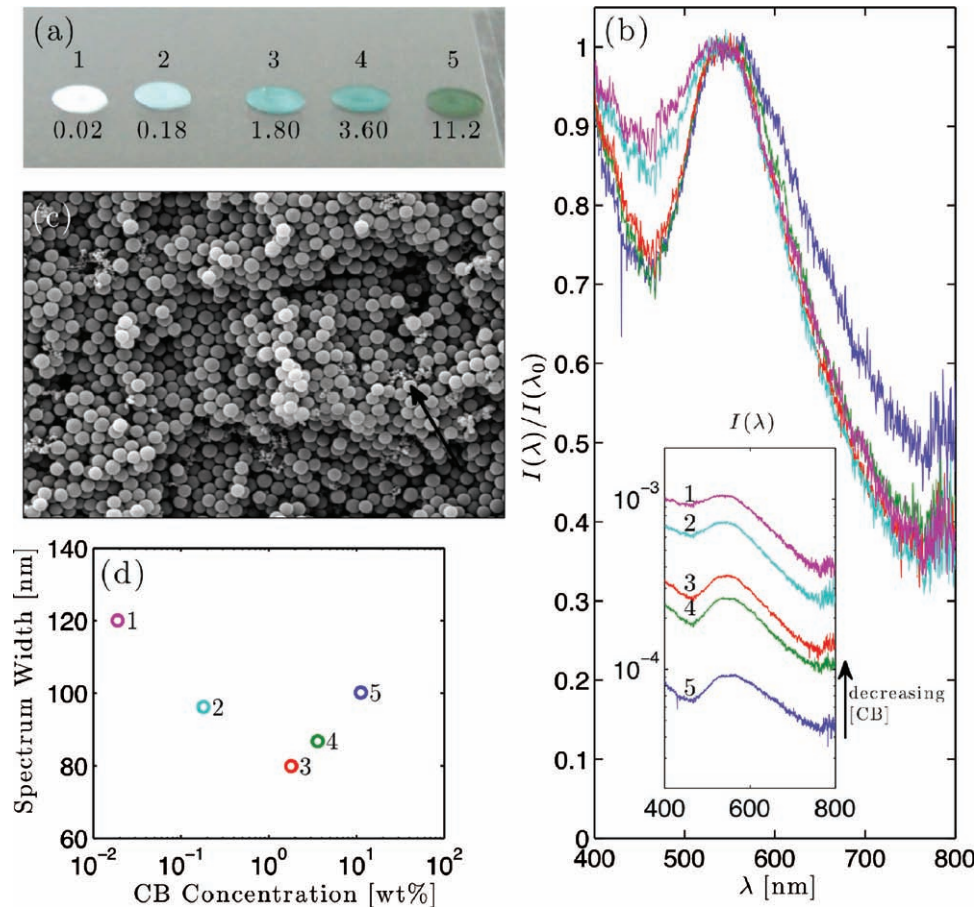 (a)
1 2 3 4 5
0.02 0.18 1.80 3.60 11.2
(c)
(d)
Spectrum Width [nm]
140
120
100
80
60
1
2
3
4
5
10⁻² 10⁻¹ 10⁰ 10¹ 10²
CB Concentration [wt%]
(b)
I(λ)/I(λ₀)
1
0.9
0.8
0.7
0.6
0.5
0.4
0.3
0.2
0.1
0
400 500 600 700 800
λ [nm]
I(λ)
10⁻³
10⁻⁴
1
2
3
4
5
400 600 800
decreasing
[CB]